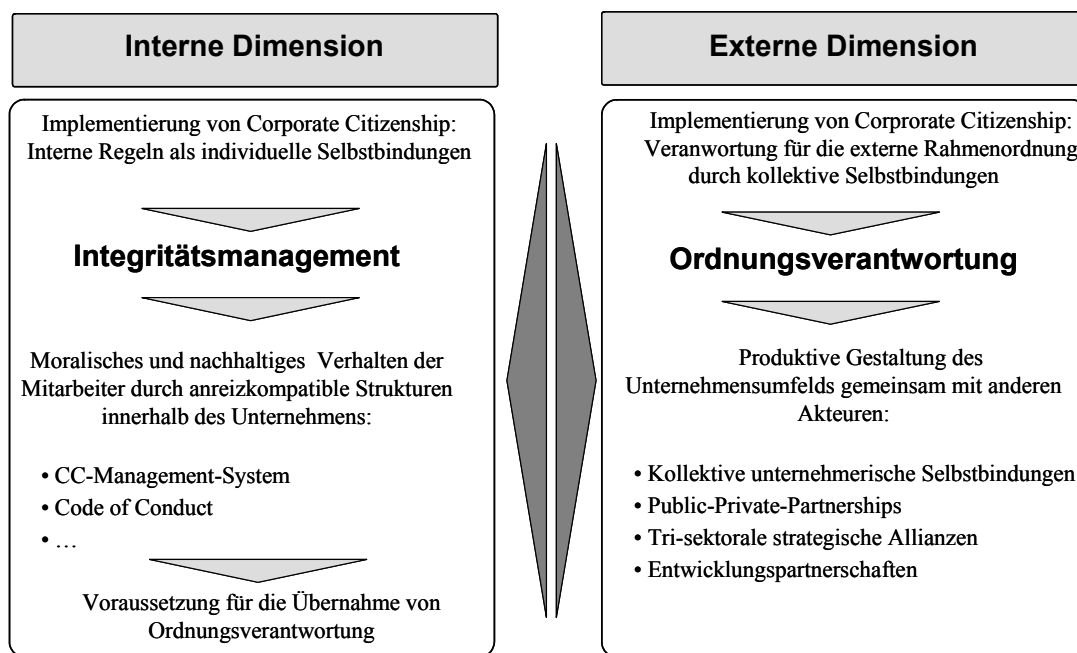 Interne Dimension
Implementierung von Corporate Citizenship:
Interne Regeln als individuelle Selbstbindungen
Integritätsmanagement
Moralisches und nachhaltiges Verhalten der
Mitarbeiter durch anreizkompatible Strukturen
innerhalb des Unternehmens:
• CC-Management-System
• Code of Conduct
• …
Voraussetzung für die Übernahme von
Ordnungsverantwortung
Externe Dimension
Implementierung von Corprorate Citizenship:
Veranwortung für die externe Rahmenordnung
durch kollektive Selbstbindungen
Ordnungsverantwortung
Produktive Gestaltung des
Unternehmensumfelds gemeinsam mit anderen
Akteuren:
• Kollektive unternehmerische Selbstbindungen
• Public-Private-Partnerships
• Tri-sektorale strategische Allianzen
• Entwicklungspartnerschaften